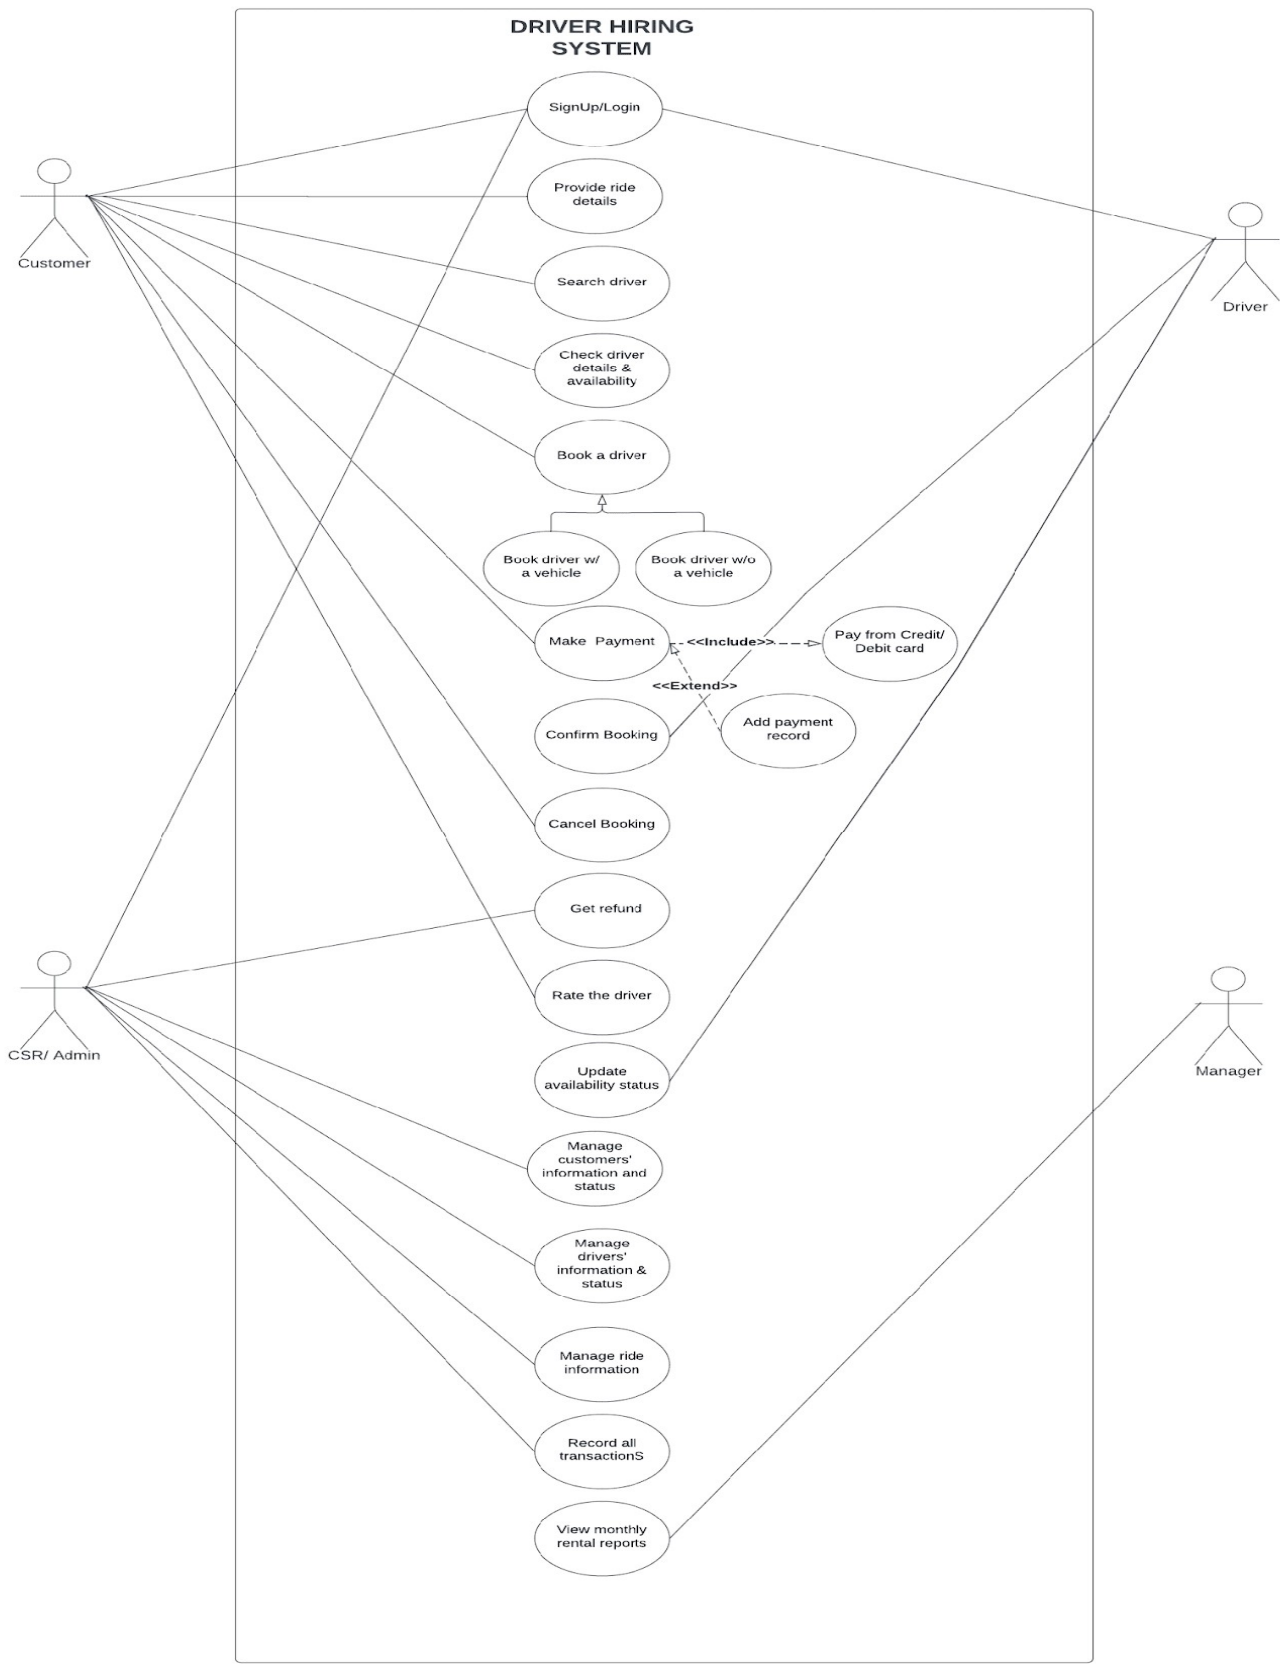 DRIVER HIRING
SYSTEM
SignUp/Login
Customer
Provide ride
details
Search driver
Driver
Check driver
details &
availability
Book a driver
Book driver w/
a vehicle
Book driver w/o
a vehicle
Make Payment
<<Include>>
Pay from Credit/
Debit card
<<Extend>>
Confirm Booking
Add payment
record
Cancel Booking
Get refund
Rate the driver
CSR/ Admin
Manager
Update
availability status
Manage
customers'
information and
status
Manage
drivers'
information &
status
Manage ride
information
Record all
transactionS
View monthly
rental reports